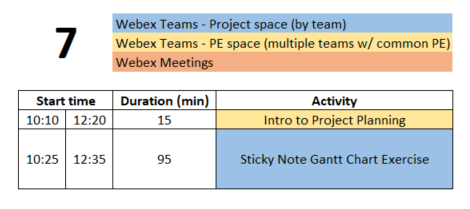 7
Webex Teams - Project space (by team)
Webex Teams - PE space (multiple teams w/ common PE)
Webex Meetings
Start time Duration (min) Activity
10:10 12:20 15 Intro to Project Planning
10:25 12:35 95 Sticky Note Gantt Chart Exercise